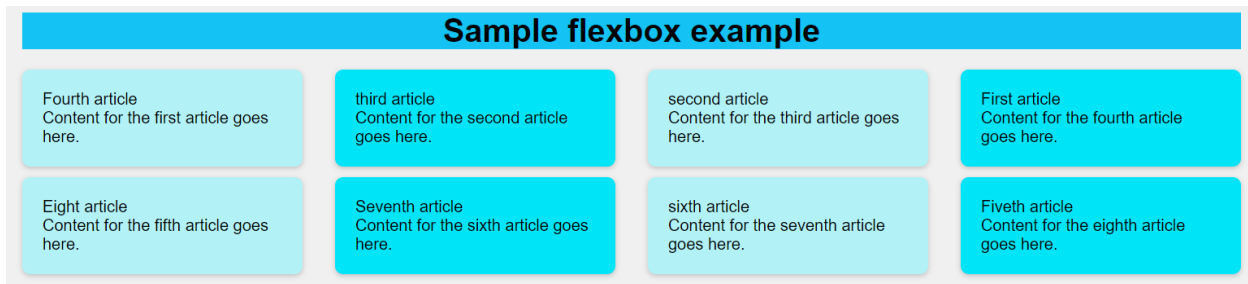 Sample flexbox example
Fourth article
Content for the first article goes
here.
third article
Content for the second article
goes here.
second article
Content for the third article goes
here.
First article
Content for the fourth article
goes here.
Eight article
Content for the fifth article goes
here.
Seventh article
Content for the sixth article goes
here.
sixth article
Content for the seventh article
goes here.
Fiveth article
Content for the eighth article
goes here.